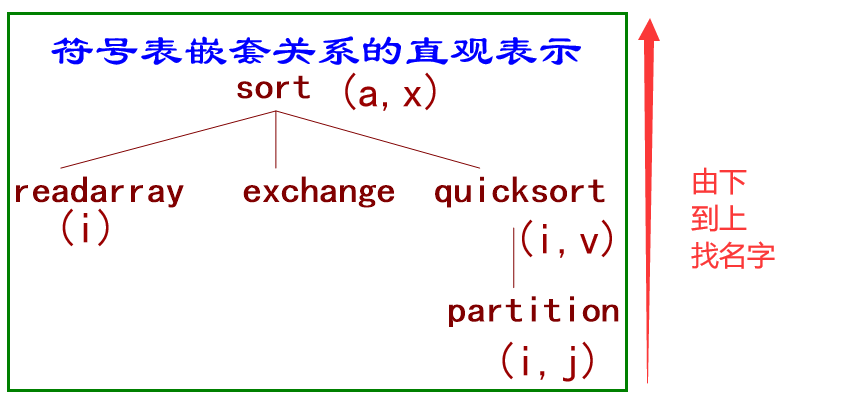 符号表嵌套关系的直观表示
sort (a, x)
readarray exchange quicksort
(i) (i, v)
partition
(i, j)
由下
到上
找名字